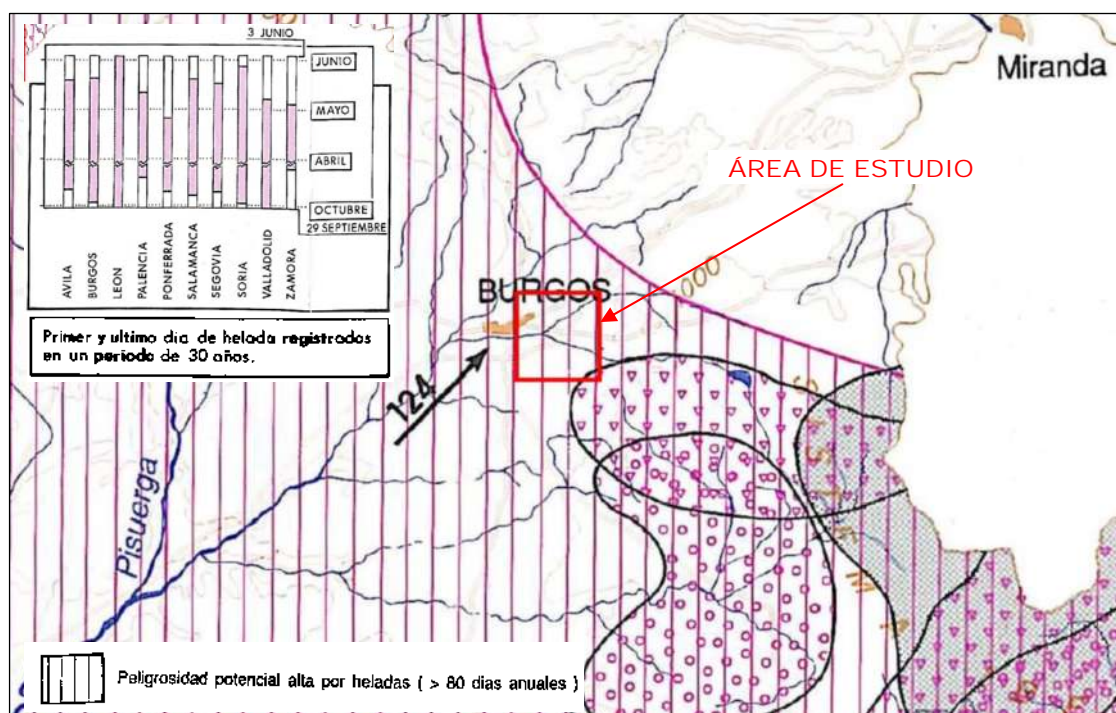 3 JUNIO
JUNIO
MAYO
ABRIL
OCTUBRE
29 SEPTIEMBRE
AVILA
BURGOS
LEON
PALENCIA
PONFERRADA
SALAMANCA
SEGOVIA
SORIA
VALLADOLID
ZAMORA
Primer y ultimo dia de helada registrados
en un periodo de 30 años.
Miranda
ÁREA DE ESTUDIO
BURGOS
000
124
Pisuerga
Peligrosidad potencial alta por heladas ( > 80 dias anuales )